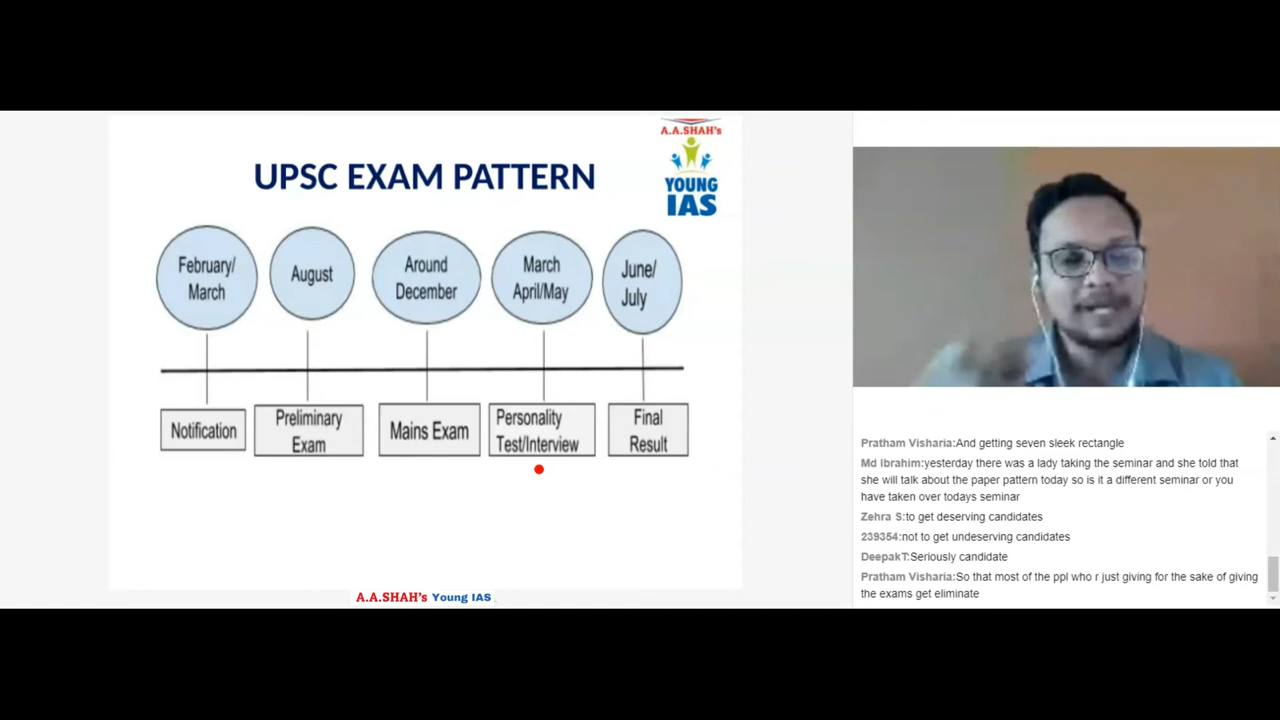 A.A.SHAH's
YOUNG
IAS
UPSC EXAM PATTERN
February/
March
August
Around
December
March
April/May
June/
July
Notification
Preliminary
Exam
Mains Exam
Personality
Test/Interview
Final
Result
A.A.SHAH's Young IAS
Pratham Visharia:And getting seven sleek rectangle
Md Ibrahim:yesterday there was a lady taking the seminar and she told that
she will talk about the paper pattern today so is it a different seminar or you
have taken over todays seminar
Zehra S:to get deserving candidates
239354:not to get undeserving candidates
DeepakT:Seriously candidate
Pratham Visharia:So that most of the ppl who r just giving for the sake of giving
the exams get eliminate